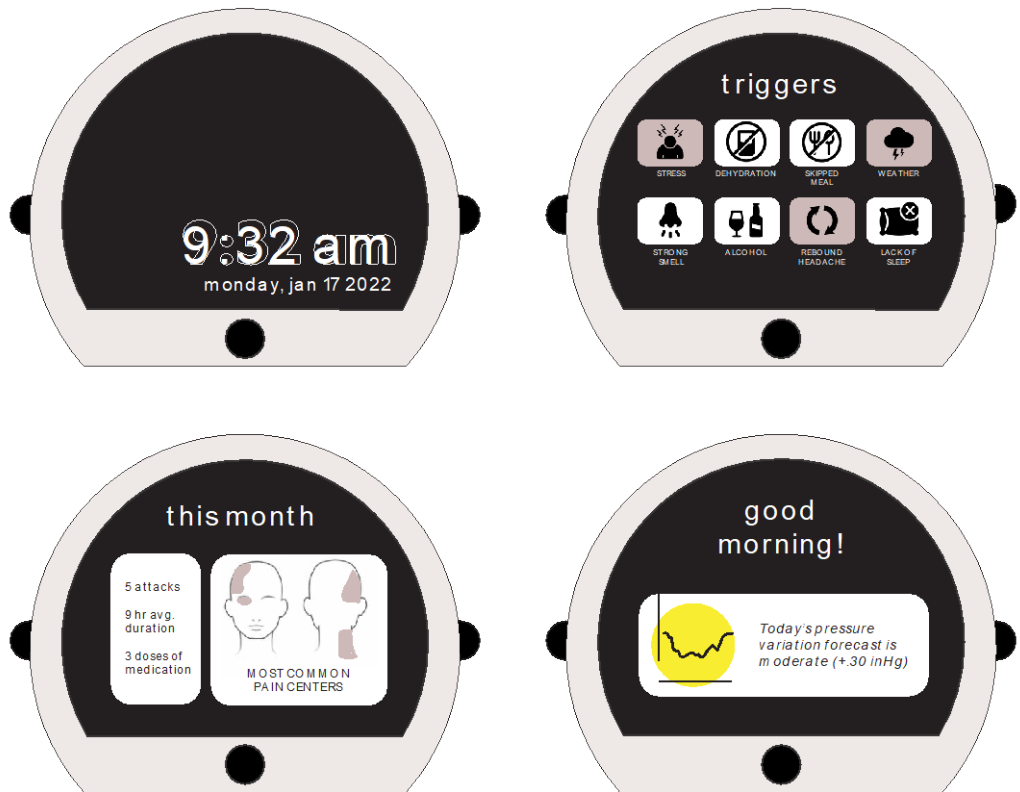 9:32 am
monday, jan 17 2022
triggers
STRESS
DEHYDRATION
SKIPPED
MEAL
WEATHER
STRONG
SMELL
ALCOHOL
REBOUND
HEADACHE
LACK OF
SLEEP
this month
5 attacks
9 hr avg.
duration
3 doses of
medication
MOST COMMON
PAIN CENTERS
good
morning!
Today's pressure
variation forecast is
moderate (+.30 inHg)